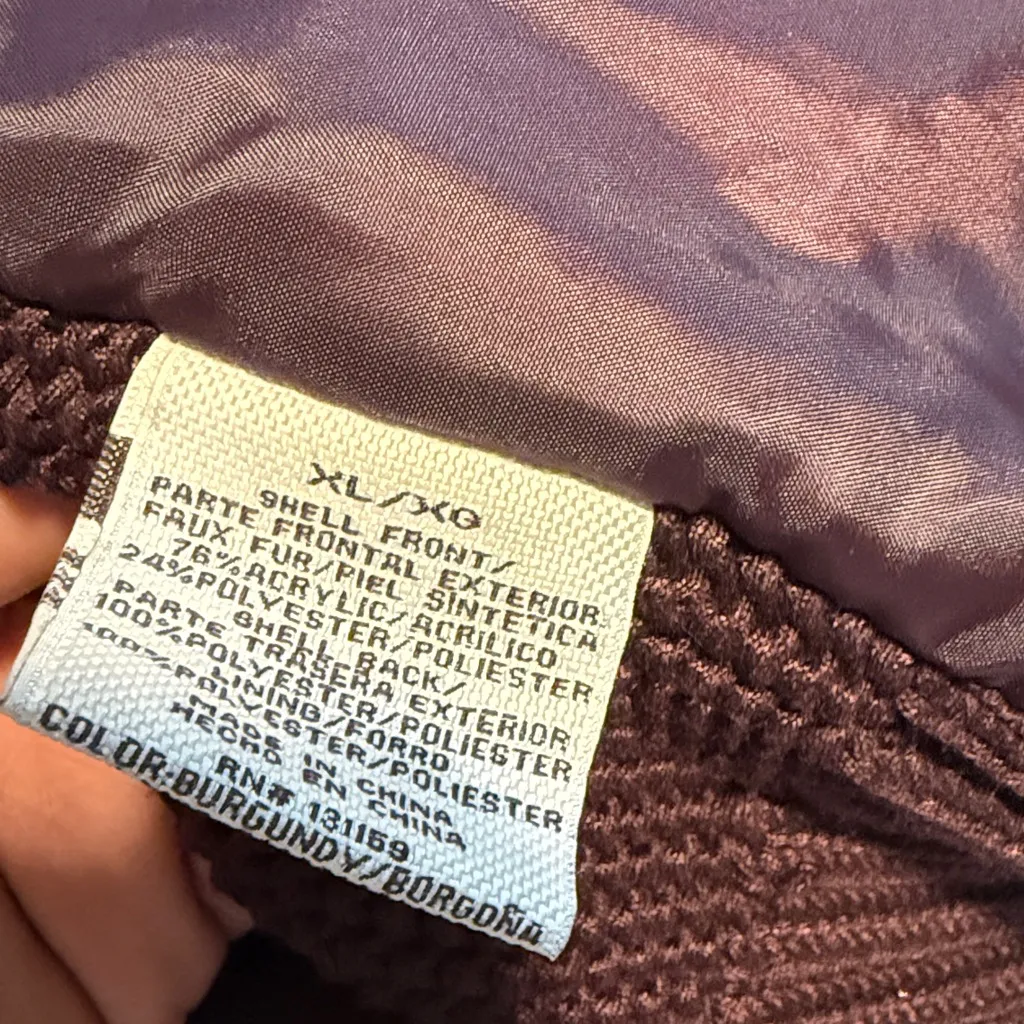 XL/XG
SHELL FRONT/
PARTE FRONTAL EXTERIOR
FAUX FUR/PIEL SINTETICA
76%ACRYLIC/ACRILICO
24%POLYESTER/POLIESTER
SHELL BACK/
PARTE TRASERA EXTERIOR
100%POLYESTER/POLIESTER
LINING/FORRO
100%POLYESTER/POLIESTER
MADE IN CHINA
HECHO EN CHINA
RN# 131169
COLOR:BURGUNDY/BORGOÑA